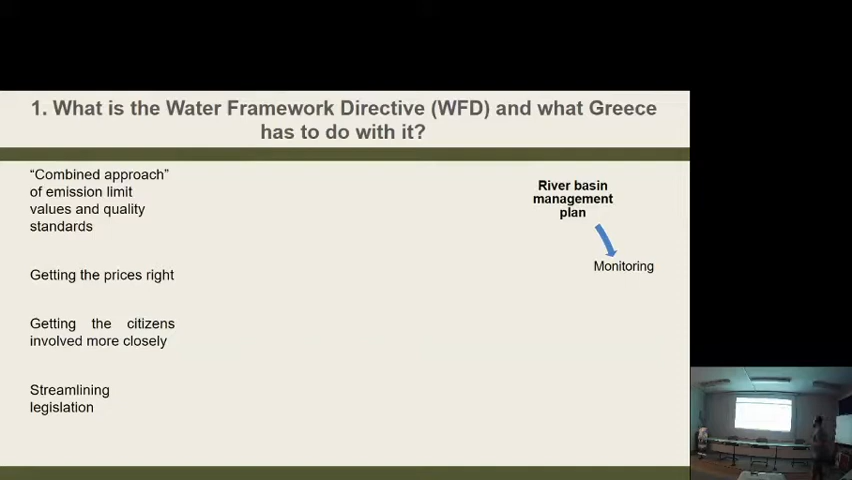 1. What is the Water Framework Directive (WFD) and what Greece
has to do with it?
“Combined approach”
of emission limit
values and quality
standards
Getting the prices right
Getting the citizens
involved more closely
Streamlining
legislation
River basin
management
plan
Monitoring